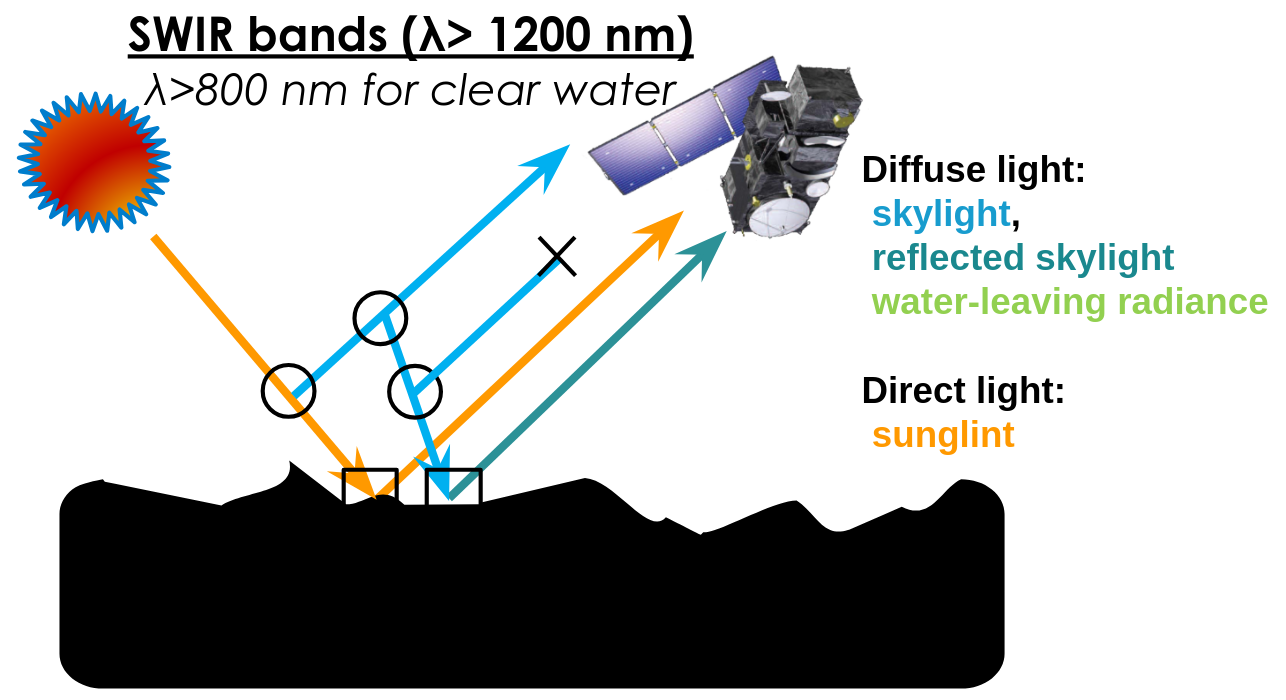 SWIR bands (λ> 1200 nm)
λ>800 nm for clear water
Diffuse light:
skylight,
reflected skylight
water-leaving radiance
Direct light:
sunglint